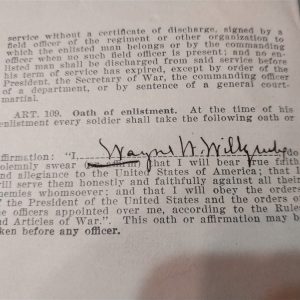 service without a certificate of discharge, signed by a
field officer of the regiment or other organization to
which the enlisted man belongs or by the commanding
officer when no such field officer is present; and no en-
listed man shall be discharged from said service before
his term of service has expired, except by order of the
President, the Secretary of War, the commanding officer
of a department, or by sentence of a general court-
martial.
ART. 109. Oath of enlistment. At the time of his
enlistment every soldier shall take the following oath or
affirmation: "I Wayne W. do
solemnly swear that I will bear true faith
and allegiance to the United States of America; that I
will serve them honestly and faithfully against all their
enemies whomsoever; and that I will obey the orders
of the President of the United States and the orders o
the officers appointed over me, according to the Rules
and Articles of War.". This oath or affirmation may be
taken before any officer.